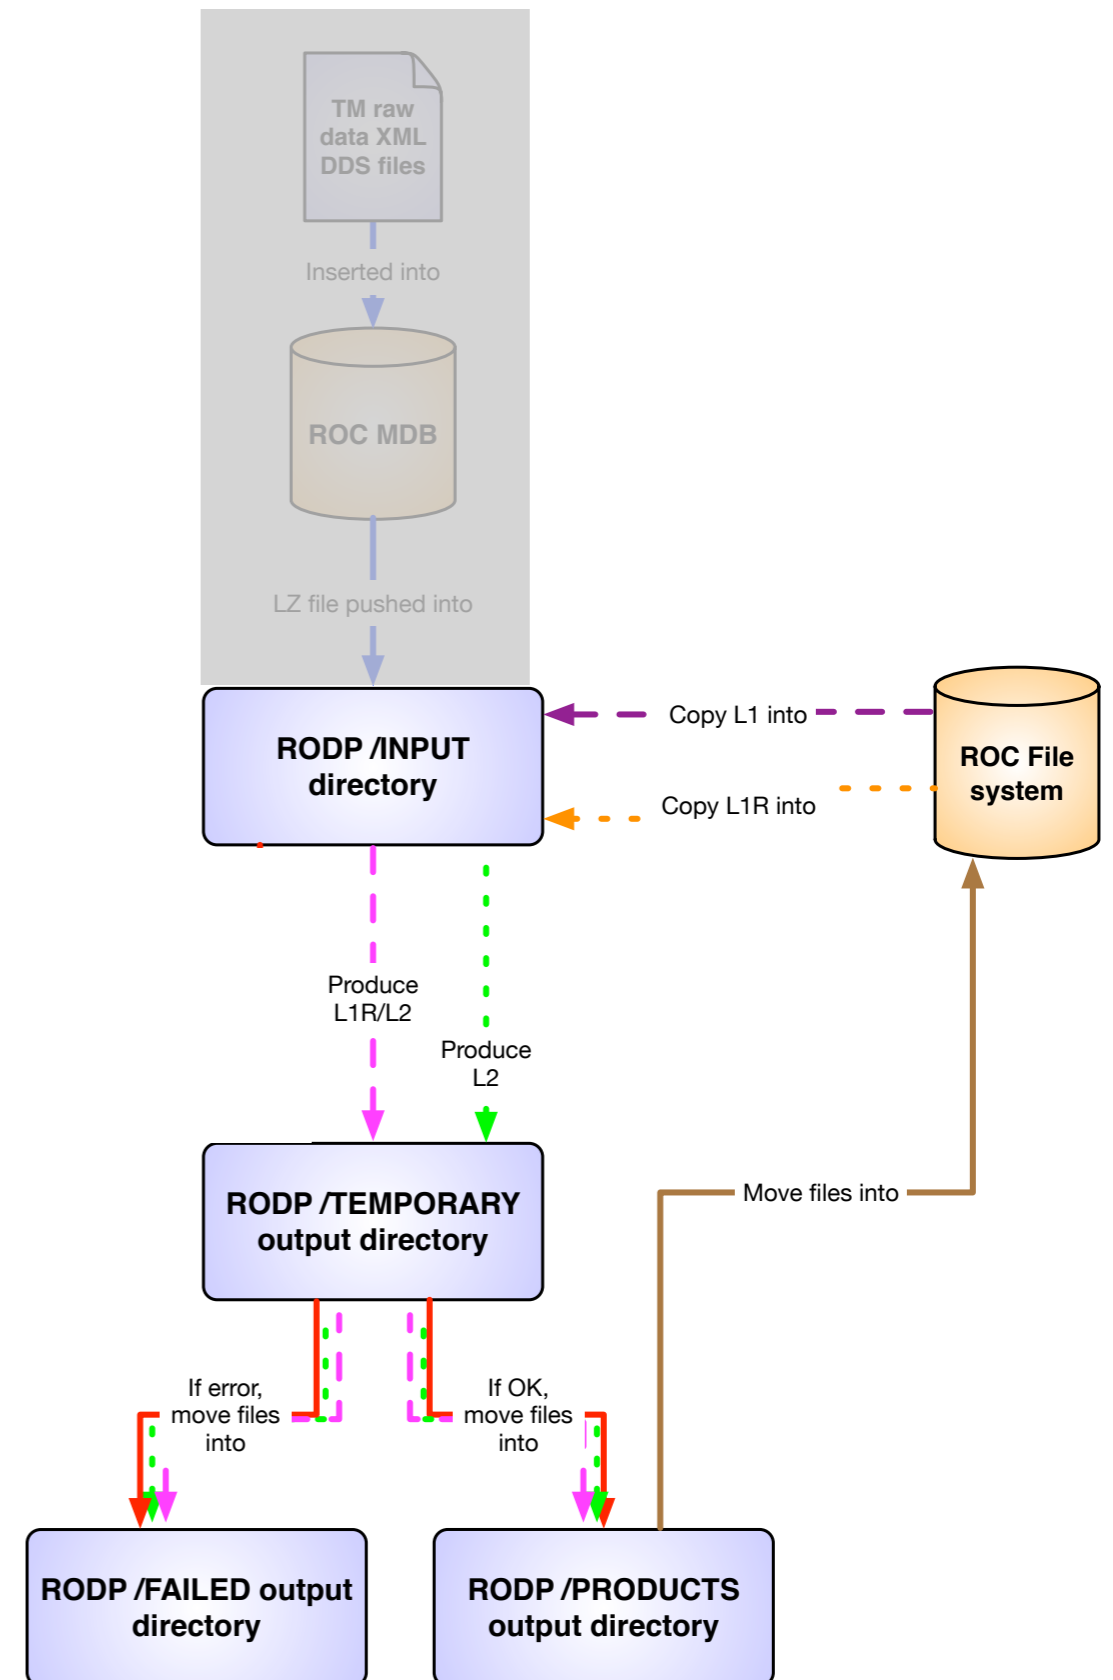 TM raw
data XML
DDS files
Inserted into
ROC MDB
LZ file pushed into
RODP /INPUT
directory
Copy L1 into
Copy L1R into
ROC File
system
Produce
L1R/L2
Produce
L2
RODP /TEMPORARY
output directory
Move files into
If error,
move files
into
If OK,
move files
into
RODP /FAILED output
directory
RODP /PRODUCTS
output directory